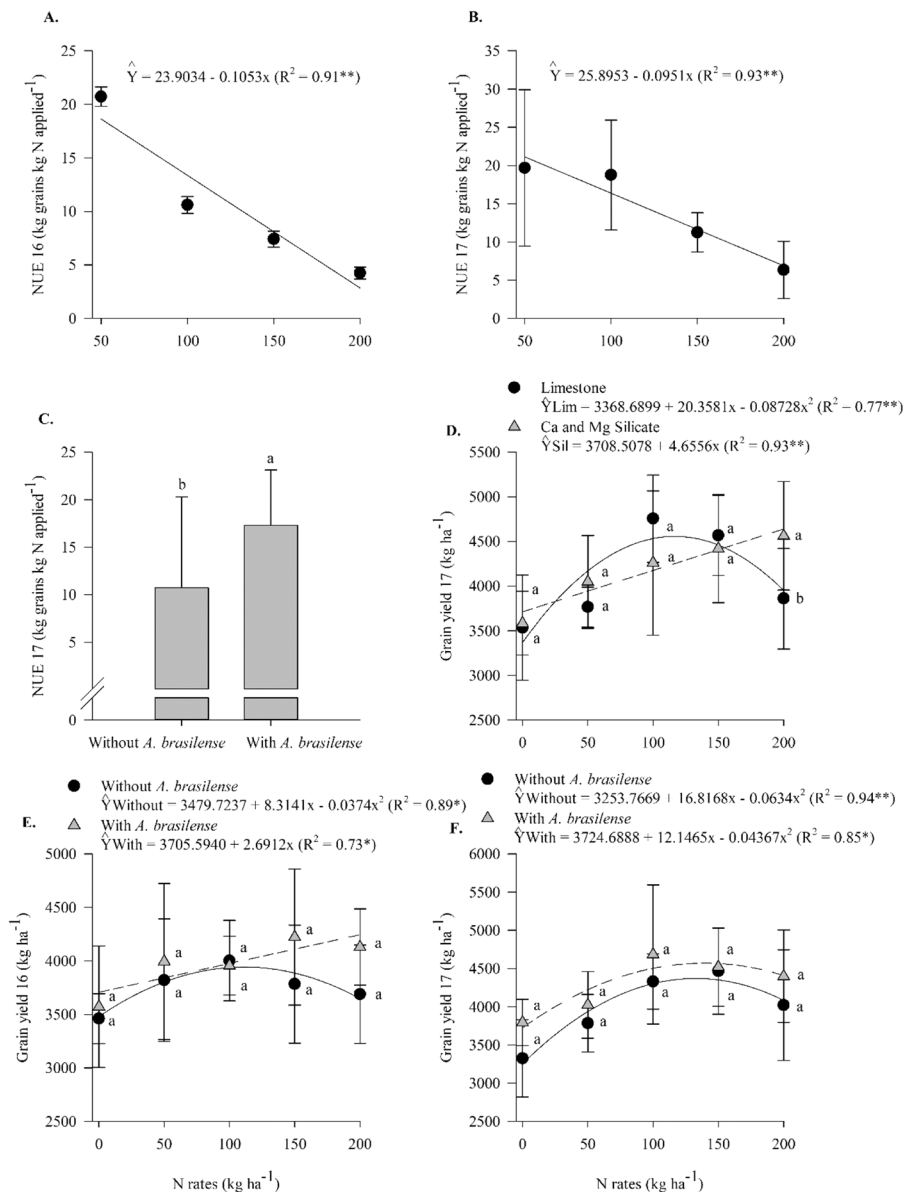 A.
Ŷ = 23.9034 - 0.1053x (R² = 0.91**)
NUE 16 (kg grains kg N applied⁻¹)
25
20
15
10
5
0
50 100 150 200
B.
Ŷ = 25.8953 - 0.0951x (R² = 0.93**)
NUE 17 (kg grains kg N applied⁻¹)
35
30
25
20
15
10
5
0
50 100 150 200
C.
NUE 17 (kg grains kg N applied⁻¹)
25
20
15
10
5
0
b
a
Without A. brasilense With A. brasilense
Limestone
ŶLim = 3368.6899 + 20.3581x - 0.08728x² (R² = 0.77**)
Ca and Mg Silicate
ŶSil = 3708.5078 + 4.6556x (R² = 0.93**)
D.
Grain yield 17 (kg ha⁻¹)
5500
5000
4500
4000
3500
3000
2500
a a a a a
a a a a b
0 50 100 150 200
Without A. brasilense
ŶWithout = 3479.7237 + 8.3141x - 0.0374x² (R² = 0.89*)
With A. brasilense
ŶWith = 3705.5940 + 2.6912x (R² = 0.73*)
E.
Grain yield 16 (kg ha⁻¹)
5000
4500
4000
3500
3000
2500
a a a a a
a a a a a
0 50 100 150 200
N rates (kg ha⁻¹)
Without A. brasilense
ŶWithout = 3253.7669 + 16.8168x - 0.0634x² (R² = 0.94**)
With A. brasilense
ŶWith = 3724.6888 + 12.1465x - 0.04367x² (R² = 0.85*)
F.
Grain yield 17 (kg ha⁻¹)
6000
5500
5000
4500
4000
3500
3000
2500
a a a a a
a a a a a
0 50 100 150 200
N rates (kg ha⁻¹)